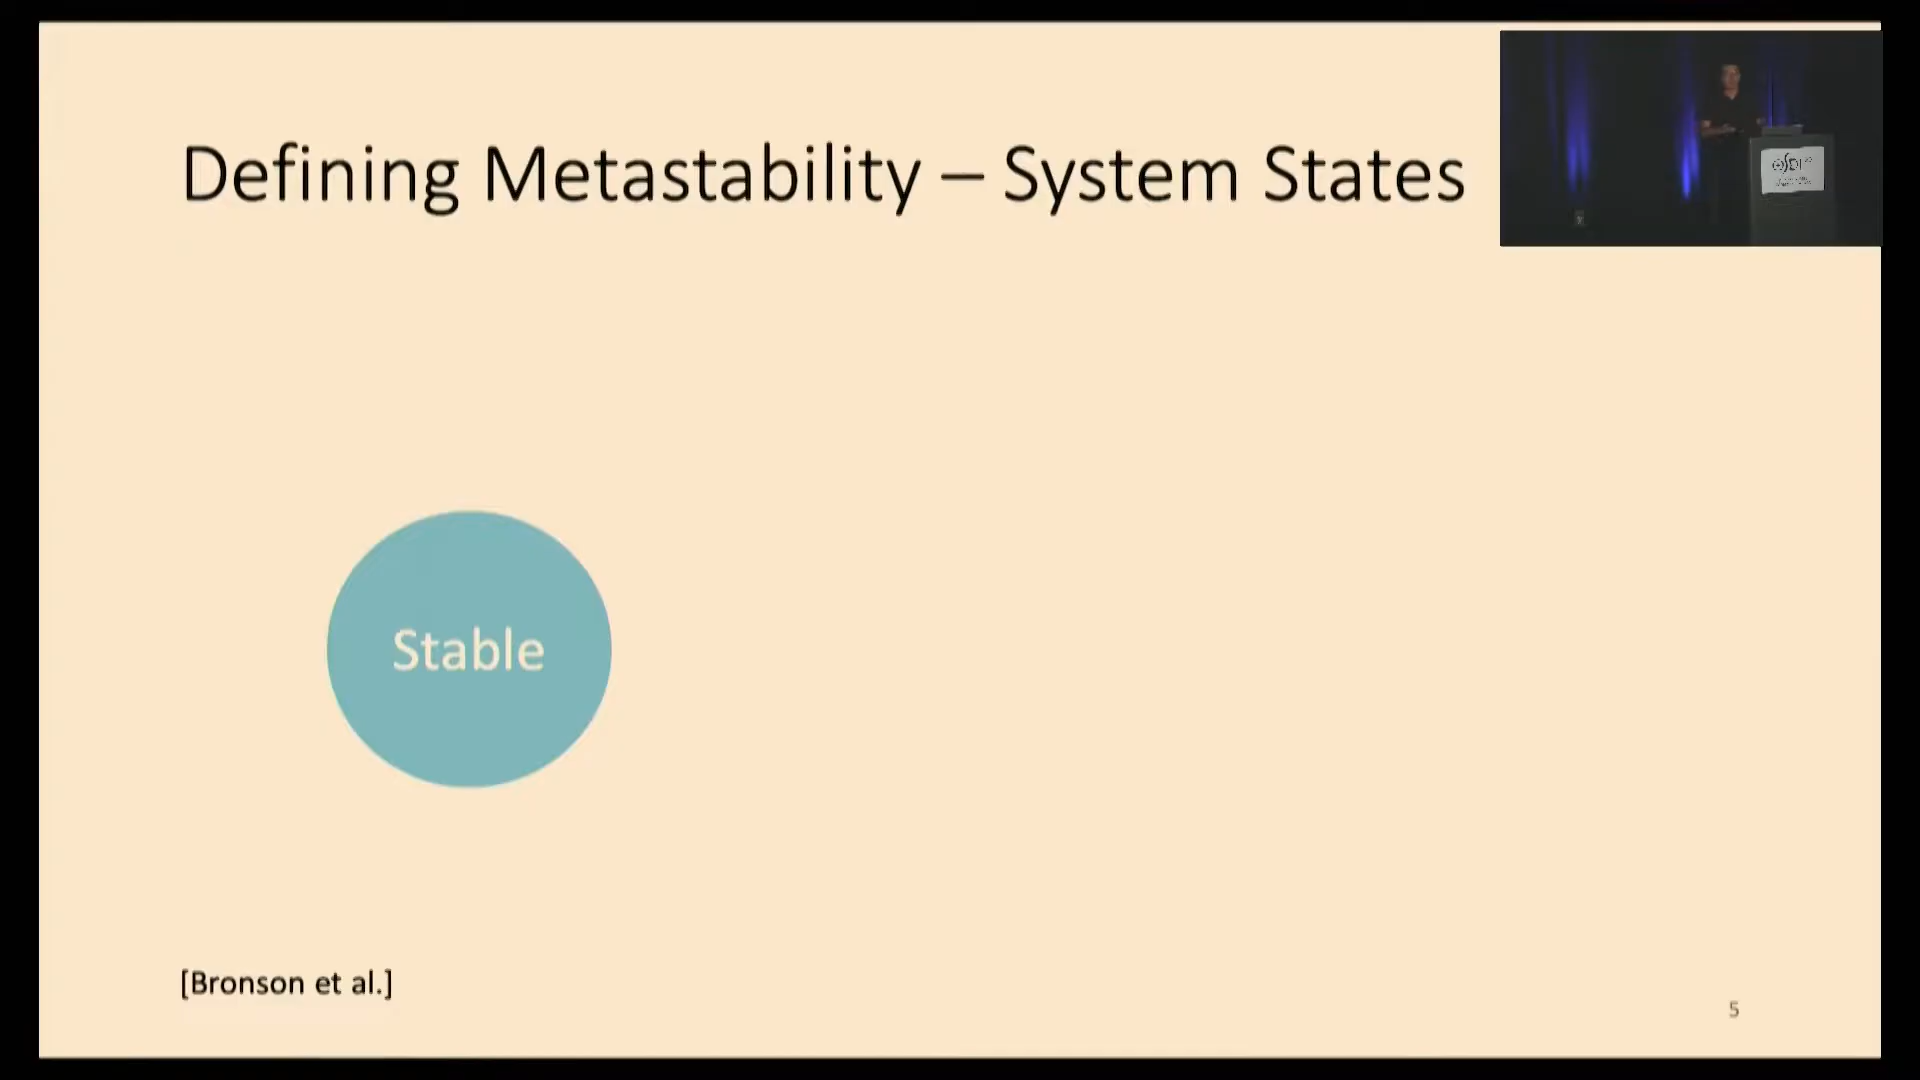 Defining Metastability – System States
Stable
[Bronson et al.]
5